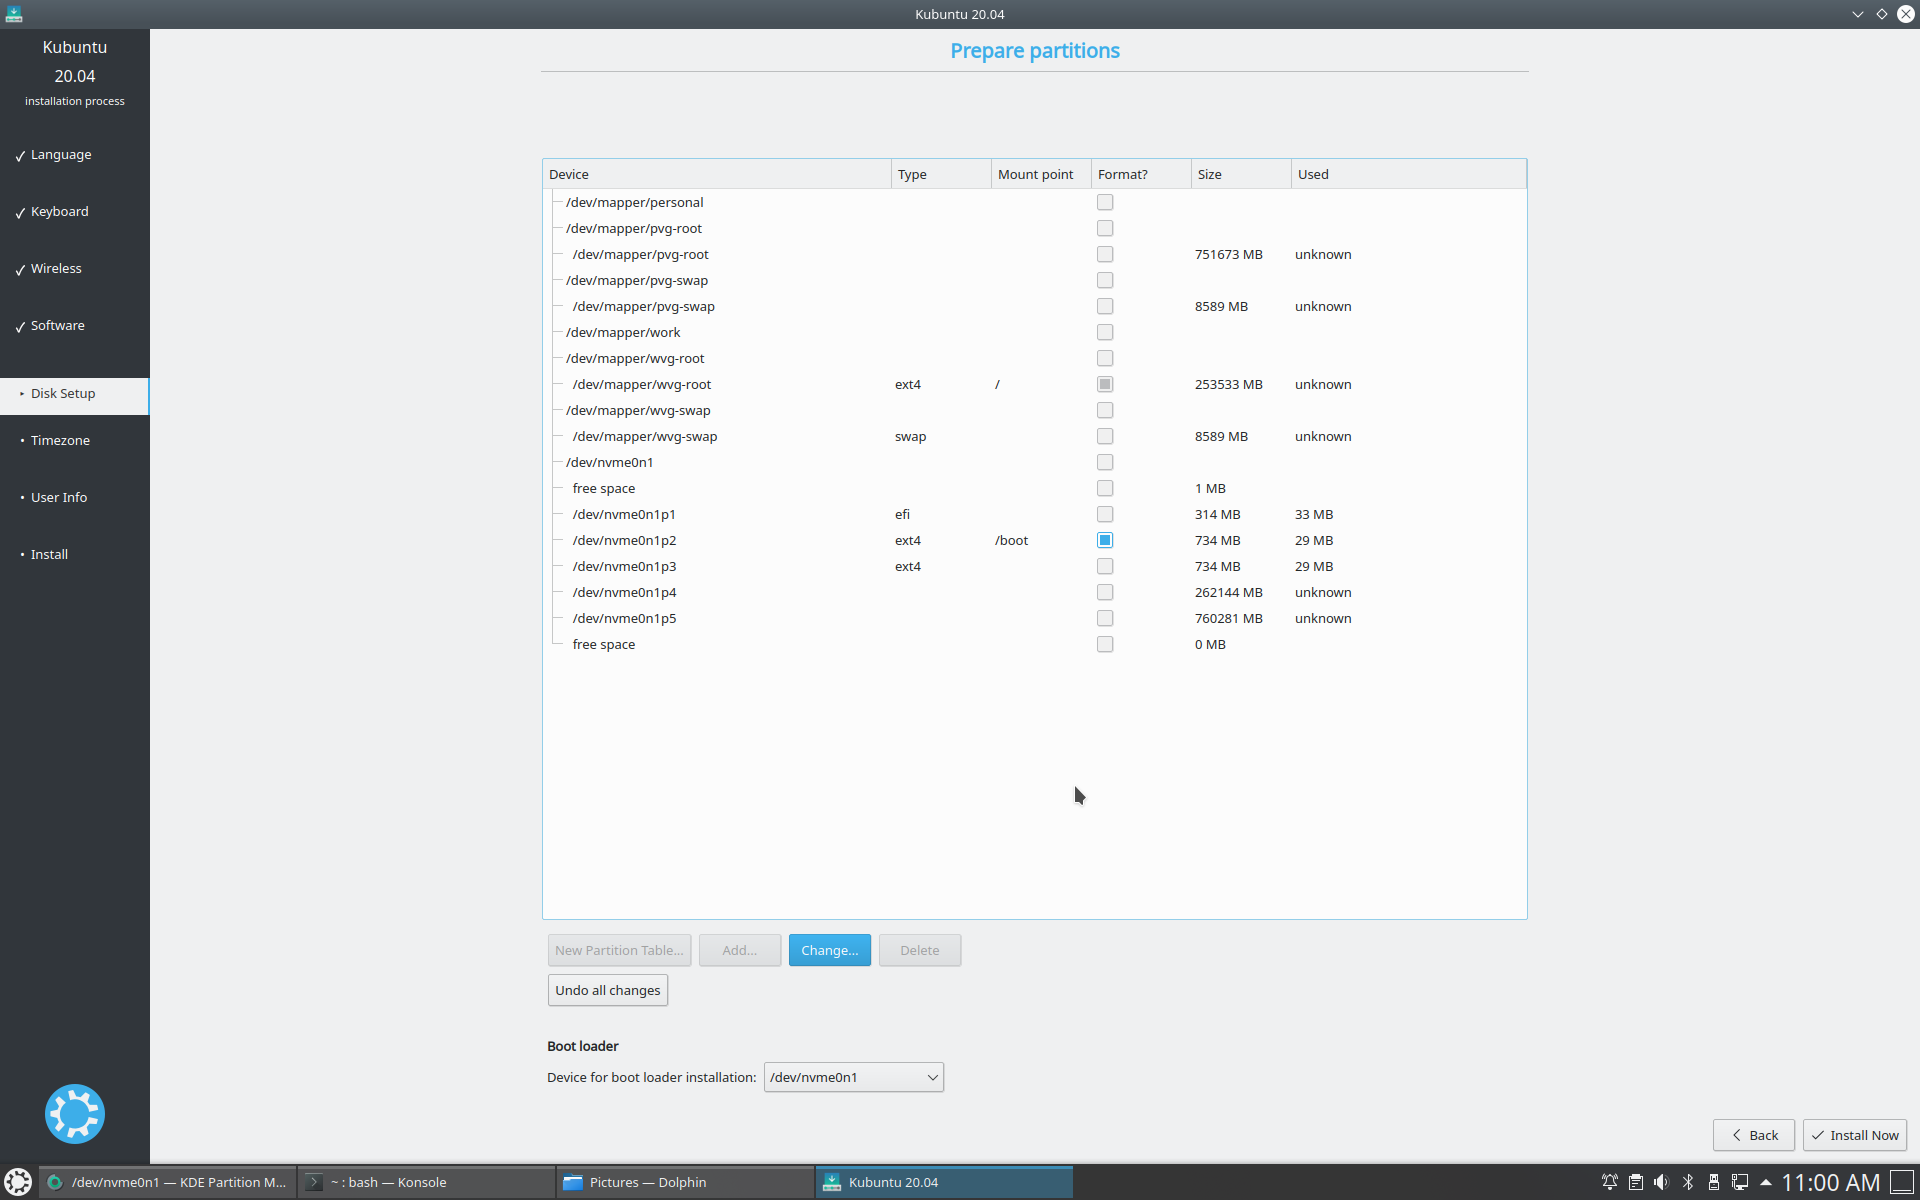 Kubuntu 20.04
Kubuntu
20.04
installation process
Language
Keyboard
Wireless
Software
Disk Setup
Timezone
User Info
Install
Prepare partitions
Device Type Mount point Format? Size Used
/dev/mapper/personal
/dev/mapper/pvg-root
/dev/mapper/pvg-root 751673 MB unknown
/dev/mapper/pvg-swap
/dev/mapper/pvg-swap 8589 MB unknown
/dev/mapper/work
/dev/mapper/wvg-root
/dev/mapper/wvg-root ext4 / 253533 MB unknown
/dev/mapper/wvg-swap
/dev/mapper/wvg-swap swap 8589 MB unknown
/dev/nvme0n1
free space 1 MB
/dev/nvme0n1p1 efi 314 MB 33 MB
/dev/nvme0n1p2 ext4 /boot 734 MB 29 MB
/dev/nvme0n1p3 ext4 734 MB 29 MB
/dev/nvme0n1p4 262144 MB unknown
/dev/nvme0n1p5 760281 MB unknown
free space 0 MB
New Partition Table... Add... Change... Delete
Undo all changes
Boot loader
Device for boot loader installation: /dev/nvme0n1
Back Install Now
/dev/nvme0n1 — KDE Partition M... ~ : bash — Konsole Pictures — Dolphin Kubuntu 20.04 11:00 AM